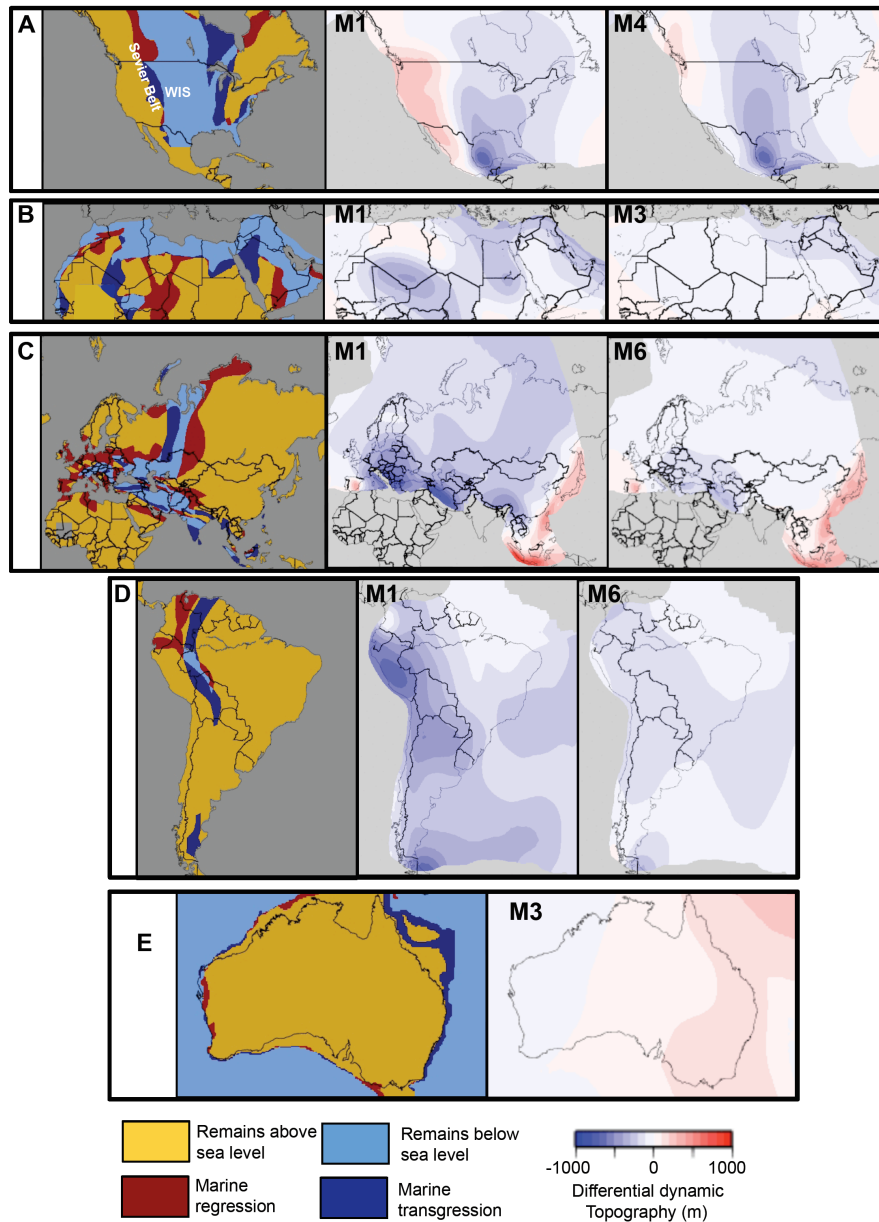 A
M1
M4
Sevier Belt
WIS
B
M1
M3
C
M1
M6
D
M1
M6
E
M3
Remains above
sea level
Remains below
sea level
Marine
regression
Marine
transgression
-1000
0
1000
Differential dynamic
Topography (m)